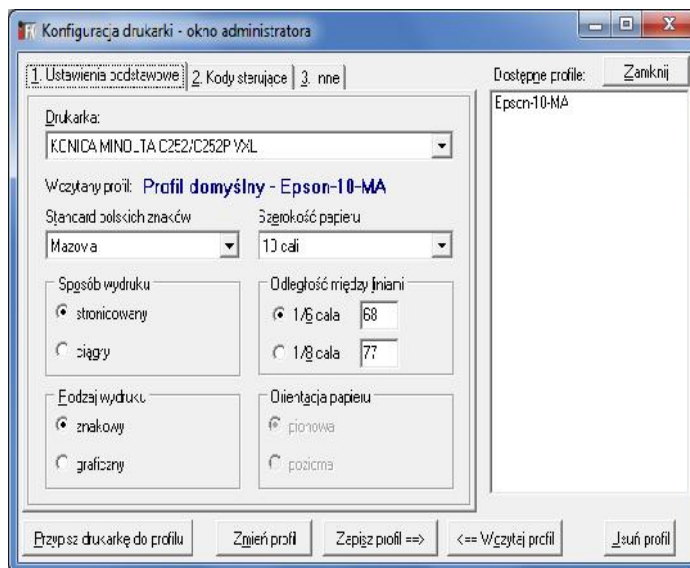 Konfiguracja drukarki - okno administratora
1. Ustawienia podstawowe
2. Kody sterujące
3. Inne
Dostępne profile:
Zamknij
Epson-10-MA
Drukarka:
KONICA MINOLTA C252/C252P VXL
Wczytany profil: Profil domyślny - Epson-10-MA
Standard polskich znaków
Szerokość papieru
Mazovia
10 cali
Sposób wydruku
stronicowany
ciągły
Odległość między liniami
1/6 cala 68
1/8 cala 77
Rodzaj wydruku
znakowy
graficzny
Orientacja papieru
pionowa
pozioma
Przypisz drukarkę do profilu
Zmień profil
Zapisz profil ==>
<== Wczytaj profil
Usuń profil